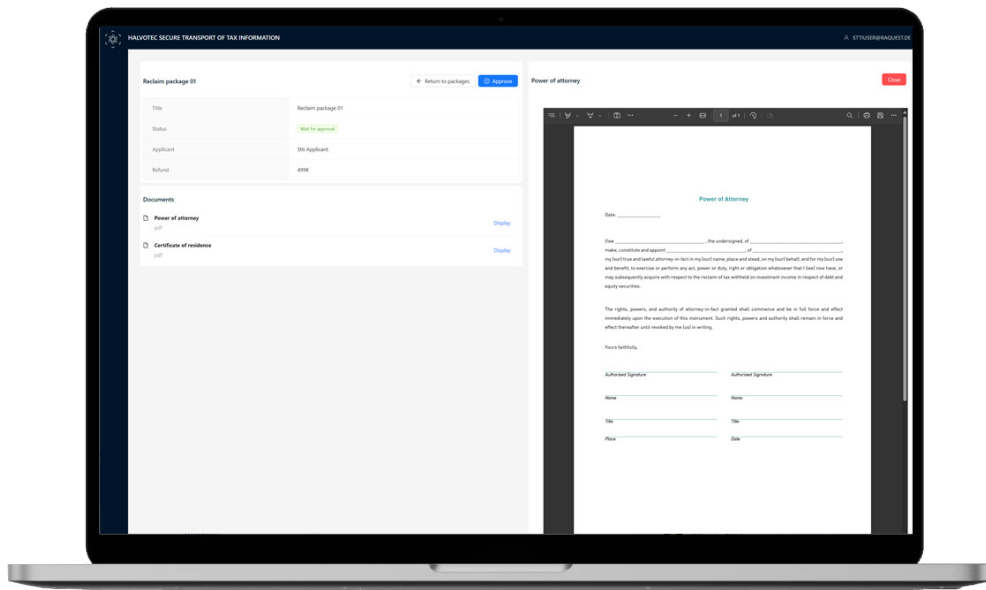 HALVOTEC SECURE TRANSPORT OF TAX INFORMATION
STTIUSER@RAQUEST.DE
Reclaim package 01
Return to packages
Approve
Title
Reclaim package 01
Status
Wait for approval
Applicant
Stti Applicant
Refund
499€
Documents
Power of attorney
pdf
Display
Certificate of residence
pdf
Display
Power of attorney
Close
1 of 1
Power of Attorney
Date: ________________
I/we ________________________________, the undersigned, of ________________________________,
make, constitute and appoint ________________________________, of ________________________________,
my [our] true and lawful attorney-in-fact in my [our] name, place and stead, on my [our] behalf, and for my [our] use
and benefit, to exercise or perform any act, power or duty, right or obligation whatsoever that I [we] now have, or
may subsequently acquire with respect to the reclaim of tax withheld on investment income in respect of debt and
equity securities.
The rights, powers, and authority of attorney-in-fact granted shall commence and be in full force and effect
immediately upon the execution of this instrument. Such rights, powers and authority shall remain in force and
effect thereafter until revoked by me [us] in writing.
Yours faithfully,
Authorised Signature Authorised Signature
Name Name
Title Title
Place Date